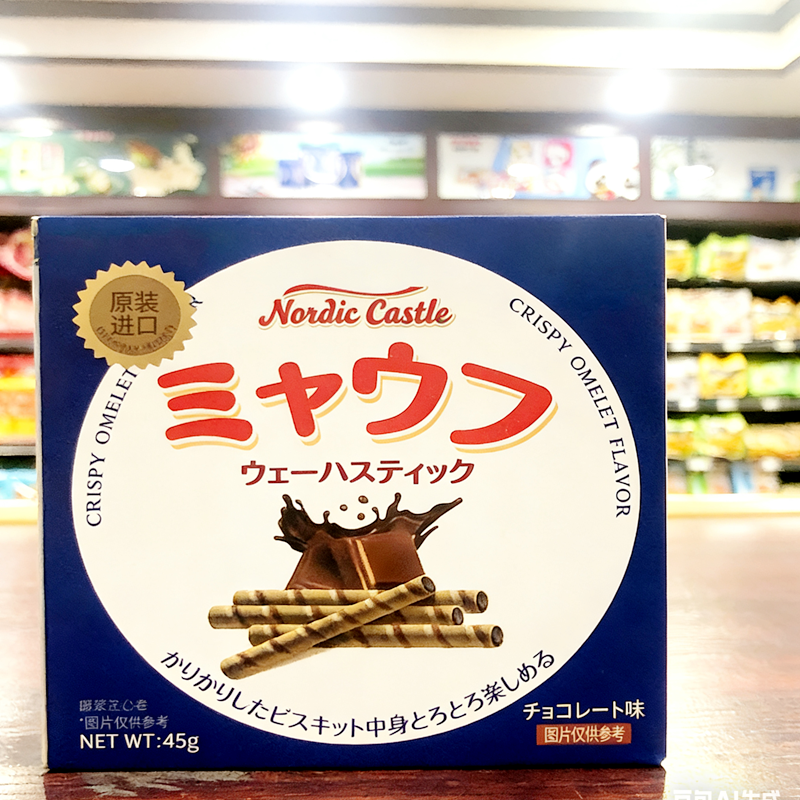 原装
进口
Nordic Castle
CRISPY OMELET
CRISPY OMELET FLAVOR
ミャウフ
ウェーハスティック
かりかりしたビスキット中身とろとろ楽しめる
*图片仅供参考
NET WT:45g
チョコレート味
图片仅供参考